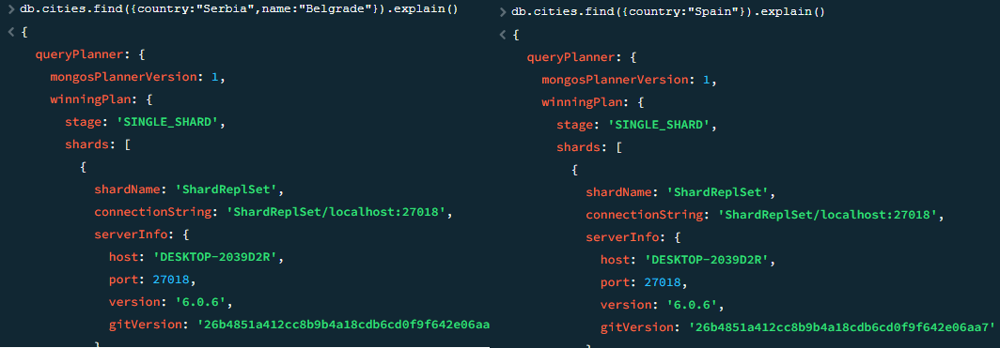 db.cities.find({country:"Serbia",name:"Belgrade"}).explain()
{
queryPlanner: {
mongosPlannerVersion: 1,
winningPlan: {
stage: 'SINGLE_SHARD',
shards: [
{
shardName: 'ShardReplSet',
connectionString: 'ShardReplSet/localhost:27018',
serverInfo: {
host: 'DESKTOP-2039D2R',
port: 27018,
version: '6.0.6',
gitVersion: '26b4851a412cc8b9b4a18cdb6cd0f9f642e06aa
}
db.cities.find({country:"Spain"}).explain()
{
queryPlanner: {
mongosPlannerVersion: 1,
winningPlan: {
stage: 'SINGLE_SHARD',
shards: [
{
shardName: 'ShardReplSet',
connectionString: 'ShardReplSet/localhost:27018',
serverInfo: {
host: 'DESKTOP-2039D2R',
port: 27018,
version: '6.0.6',
gitVersion: '26b4851a412cc8b9b4a18cdb6cd0f9f642e06aa7'
}